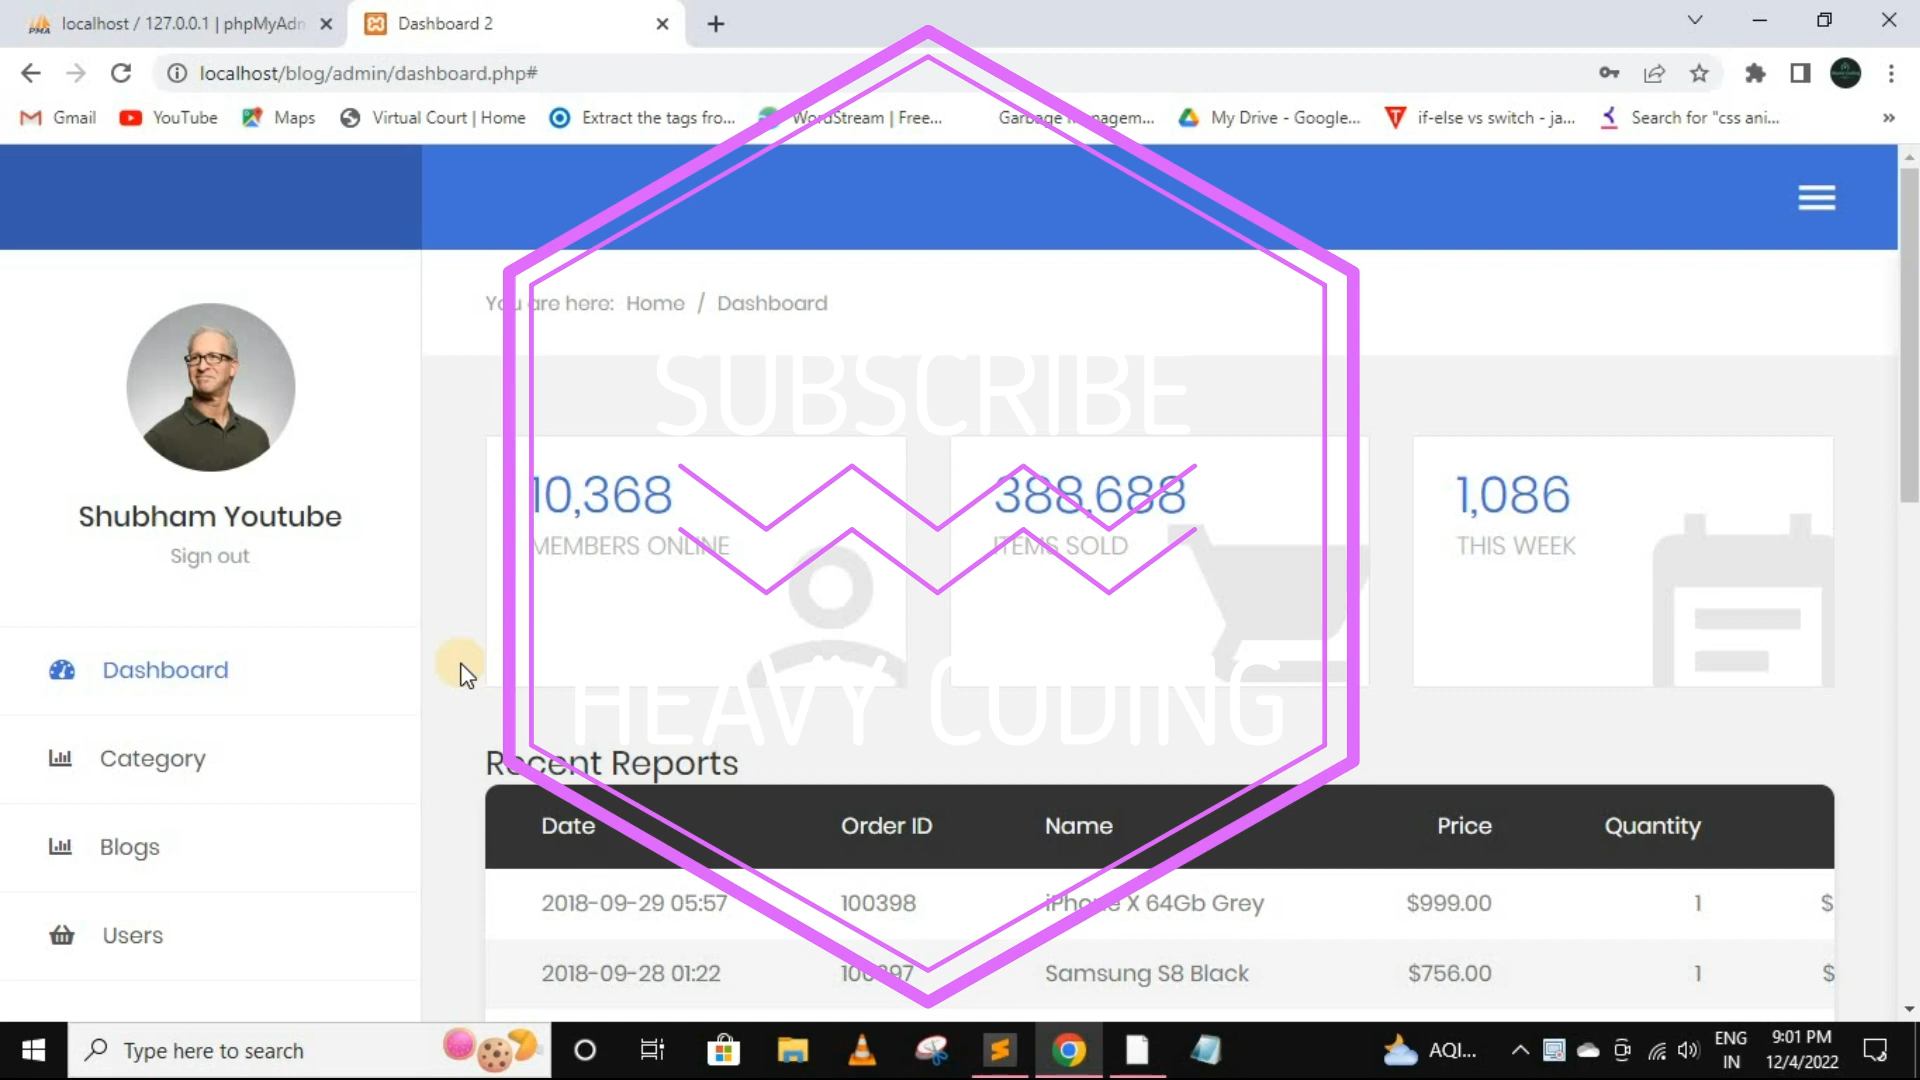 PMA localhost / 127.0.0.1 | phpMyAdn Dashboard 2
localhost/blog/admin/dashboard.php#
Gmail YouTube Maps Virtual Court | Home Extract the tags fro... WordStream | Free... Garbage Managem... My Drive - Google... if-else vs switch - ja... Search for "css ani... »
You are here: Home / Dashboard
SUBSCRIBE
10,368 388,688 1,086
MEMBERS ONLINE ITEMS SOLD THIS WEEK
Shubham Youtube
Sign out
Dashboard
HEAVY CODING
Category
Recent Reports
Date Order ID Name Price Quantity
Blogs
2018-09-29 05:57 100398 iPhone X 64Gb Grey $999.00 1 $
Users
2018-09-28 01:22 100397 Samsung S8 Black $756.00 1 $
Type here to search AQI... ENG 9:01 PM
IN 12/4/2022